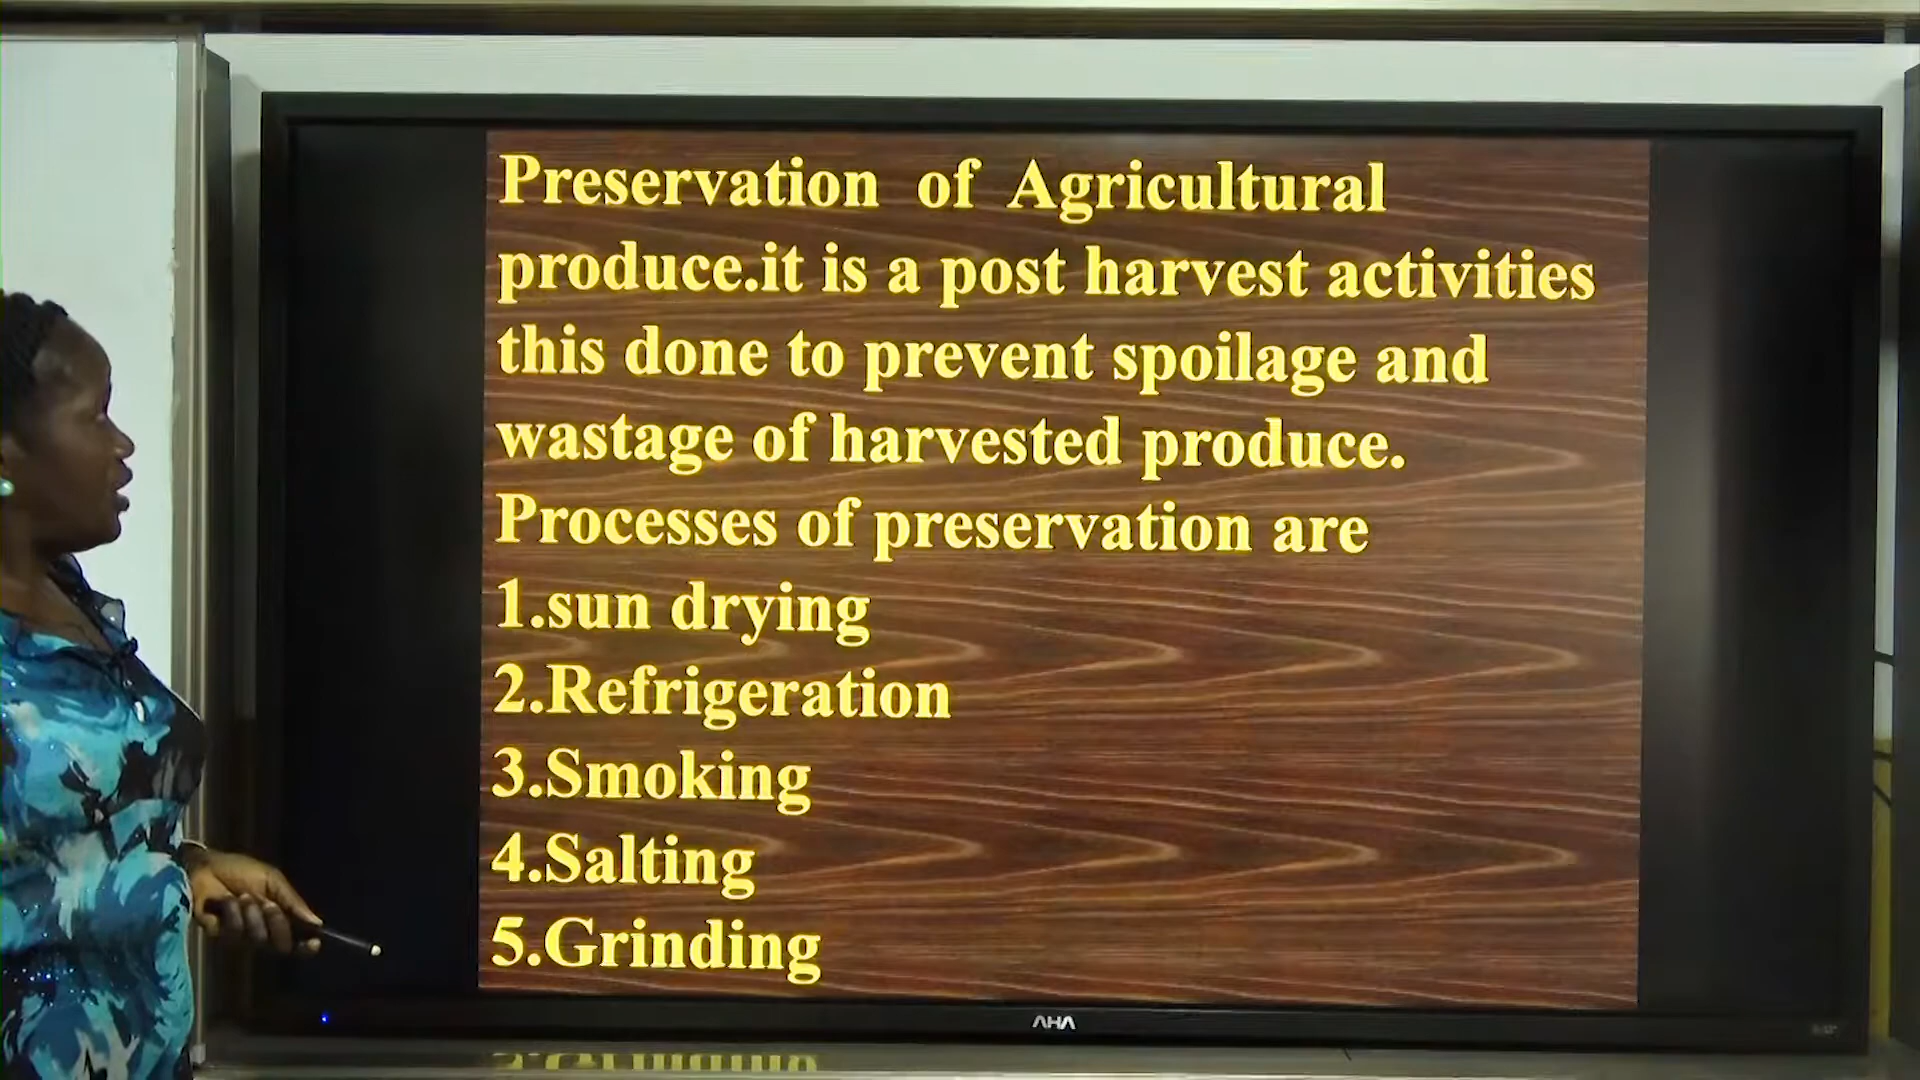 Preservation of Agricultural
produce.it is a post harvest activities
this done to prevent spoilage and
wastage of harvested produce.
Processes of preservation are
1.sun drying
2.Refrigeration
3.Smoking
4.Salting
5.Grinding
AHA